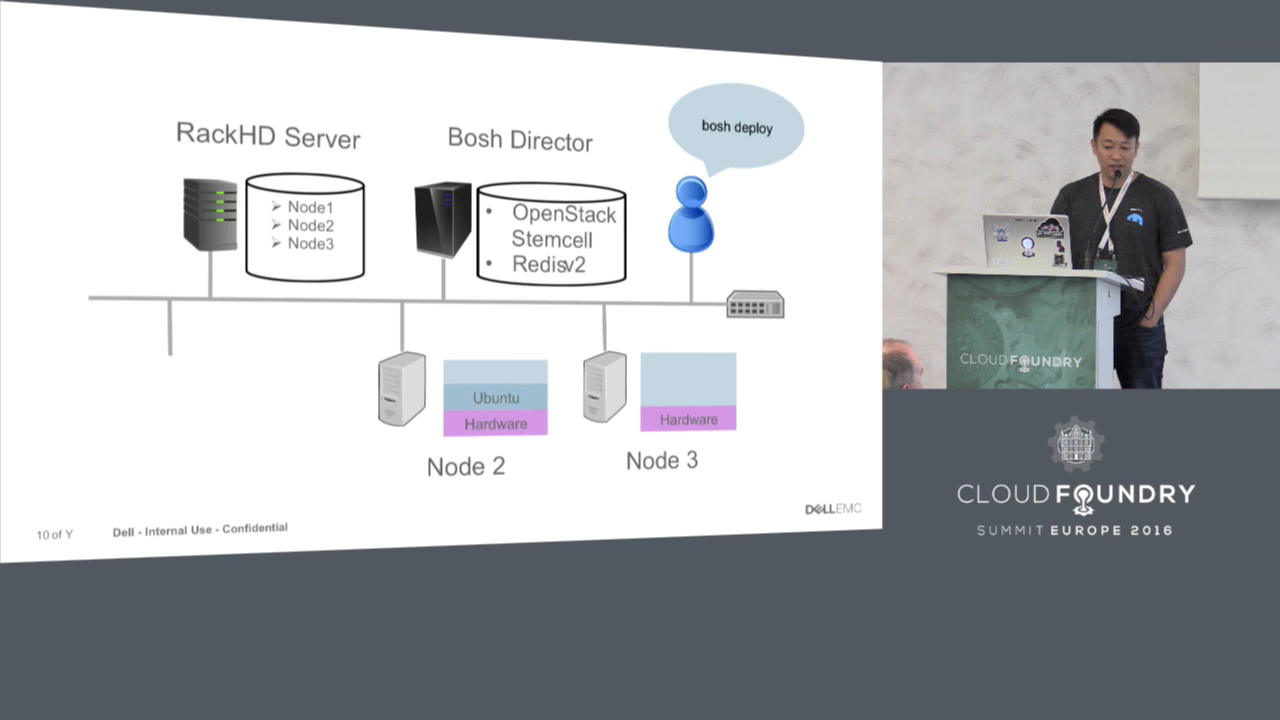 RackHD Server
Bosh Director
bosh deploy
Node1
Node2
Node3
OpenStack
Stemcell
Redisv2
Ubuntu
Hardware
Hardware
Node 2
Node 3
10 of Y
Dell - Internal Use - Confidential
DELLEMC
CLOUD FOUNDRY
CLOUD FOUNDRY
SUMMIT EUROPE 2016